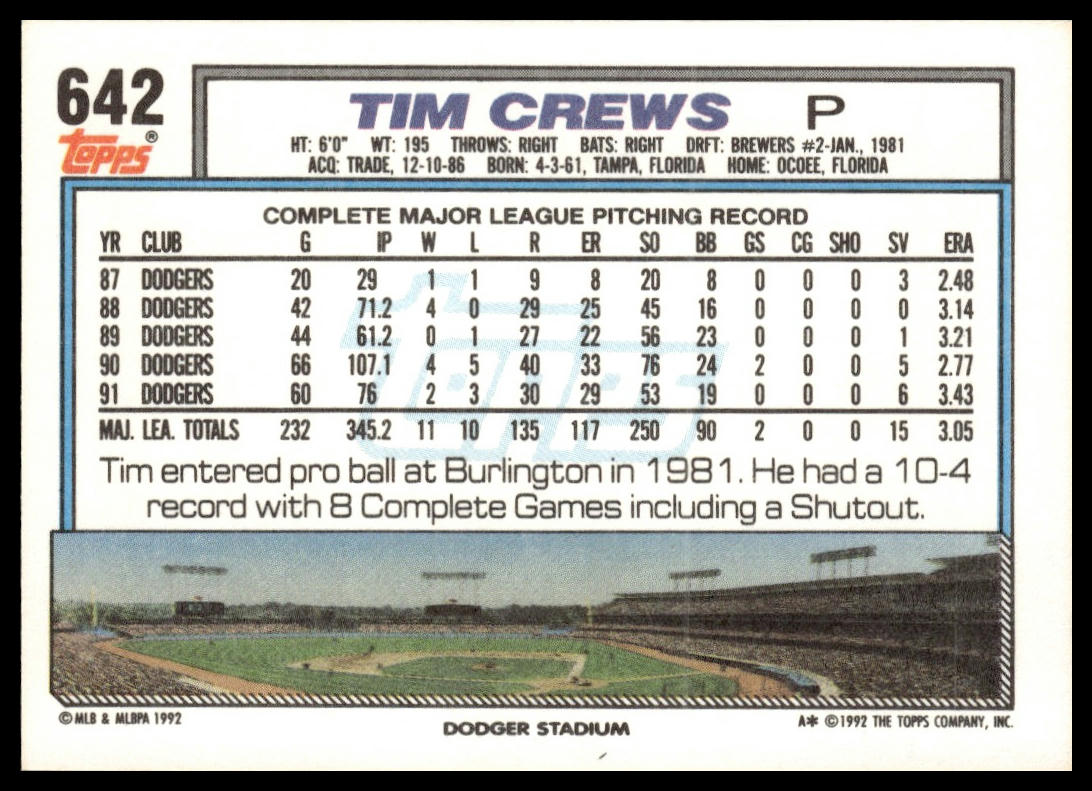 642
TOPPS®
TIM CREWS P
HT: 6'0" WT: 195 THROWS: RIGHT BATS: RIGHT DRFT: BREWERS #2-JAN., 1981
ACQ: TRADE, 12-10-86 BORN: 4-3-61, TAMPA, FLORIDA HOME: OCOEE, FLORIDA
COMPLETE MAJOR LEAGUE PITCHING RECORD
YR CLUB G IP W L R ER SO BB GS CG SHO SV ERA
87 DODGERS 20 29 1 1 9 8 20 8 0 0 0 3 2.48
88 DODGERS 42 71.2 4 0 29 25 45 16 0 0 0 0 3.14
89 DODGERS 44 61.2 0 1 27 22 56 23 0 0 0 1 3.21
90 DODGERS 66 107.1 4 5 40 33 76 24 2 0 0 5 2.77
91 DODGERS 60 76 2 3 30 29 53 19 0 0 0 6 3.43
MAJ. LEA. TOTALS 232 345.2 11 10 135 117 250 90 2 0 0 15 3.05
Topps
Tim entered pro ball at Burlington in 1981. He had a 10-4
record with 8 Complete Games including a Shutout.
© MLB & MLBPA 1992
DODGER STADIUM
A* © 1992 THE TOPPS COMPANY, INC.